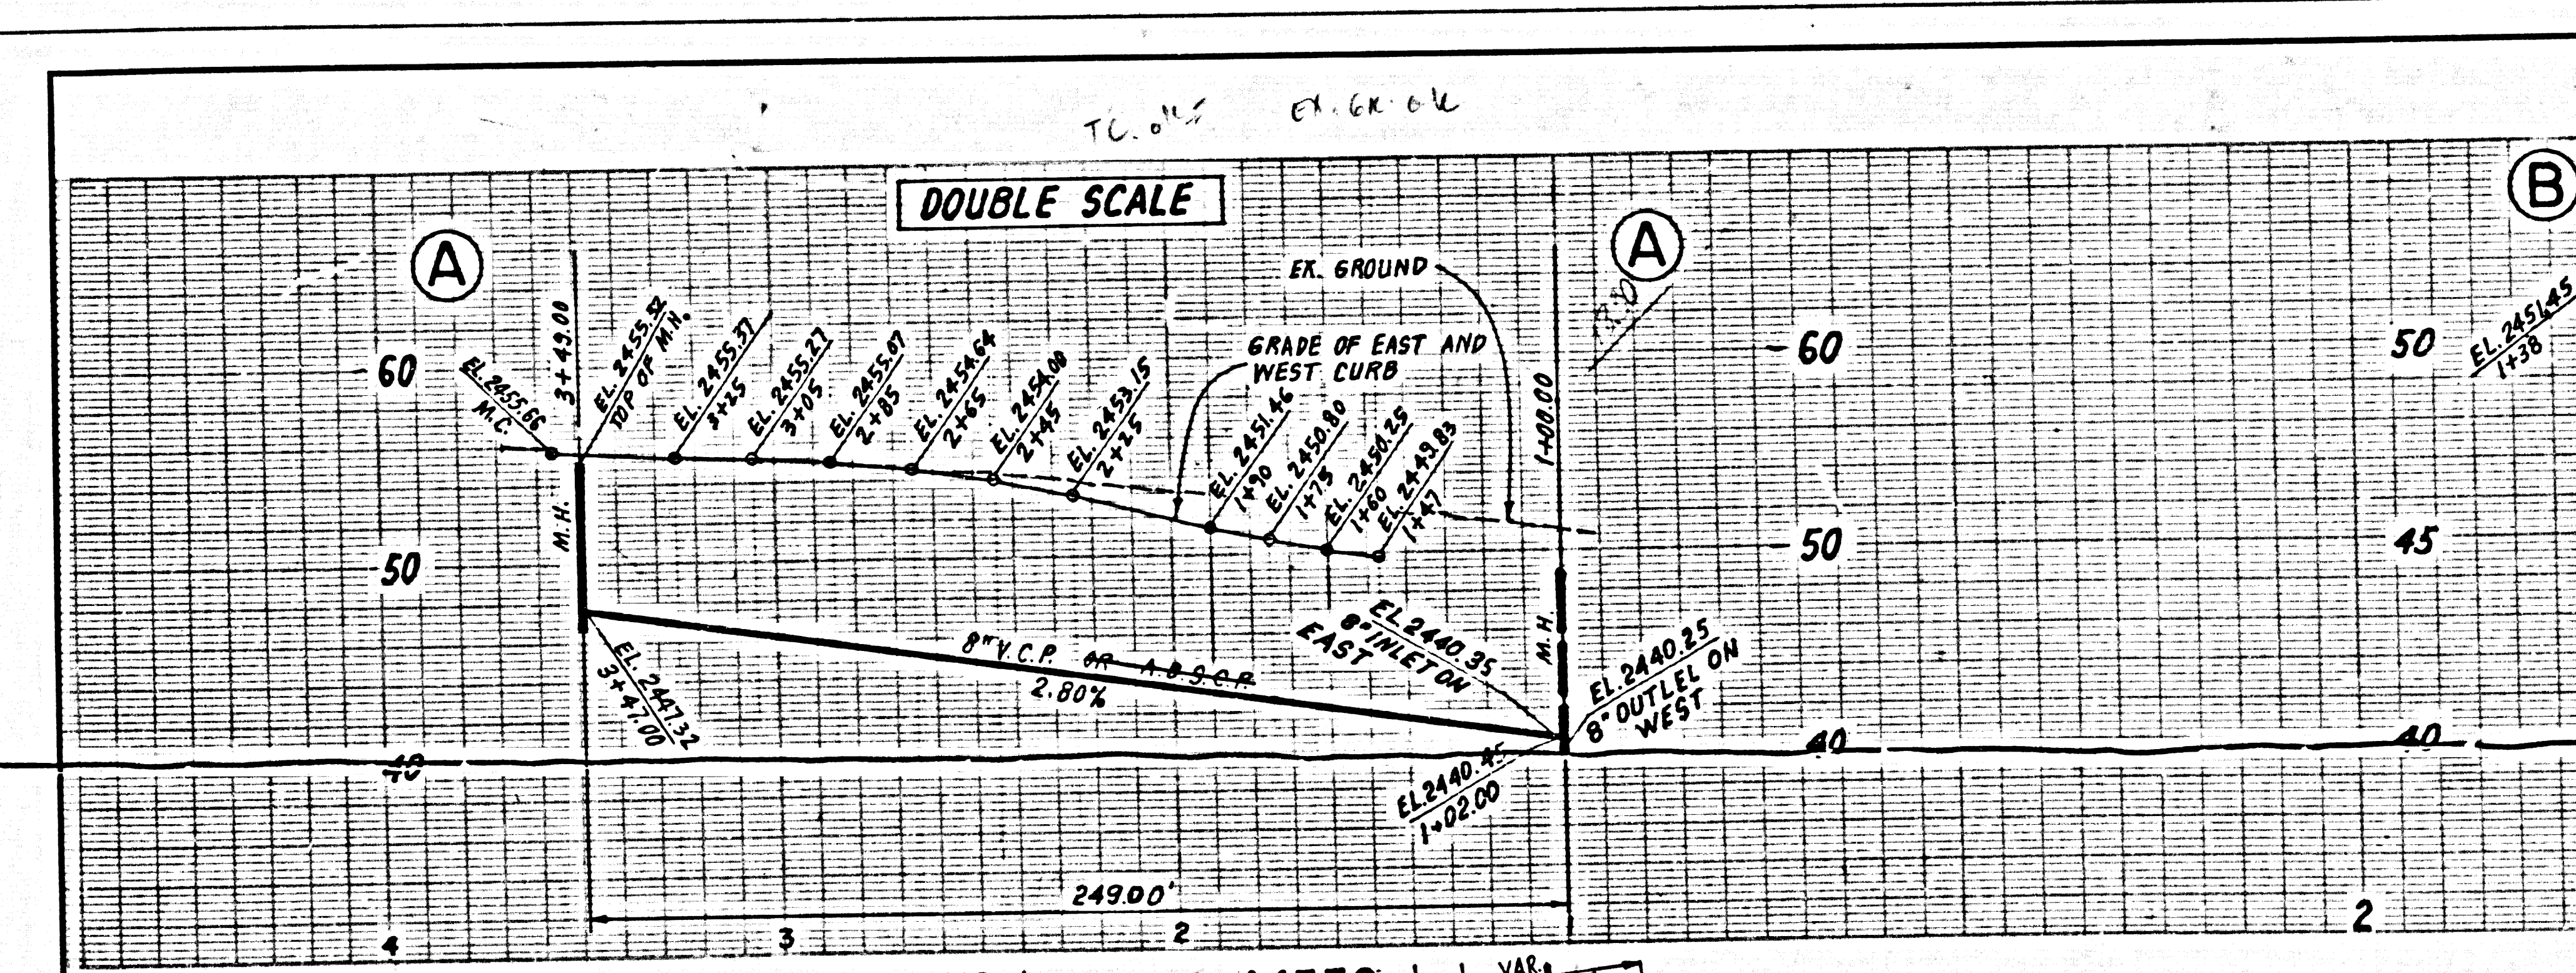 TC. ok
EX. GR. OK
DOUBLE SCALE
A
A
B
EX. GROUND
GRADE OF EAST AND
WEST CURB
60
50
40
EL. 2455.66
M.C.
3+49.00
EL. 2455.52
TOP OF M.H.
EL. 2455.37
3+25
EL. 2455.27
3+05
EL. 2455.07
2+85
EL. 2454.64
2+65
EL. 2454.00
2+45
EL. 2453.15
2+25
EL. 2451.46
1+90
EL. 2450.80
1+75
EL. 2450.25
1+60
EL. 2449.83
1+47
1+00.00
60
50
40
50
45
40
EL. 2451.45
1+38
M.H.
M.H.
8" V.C.P. OR A.B.S.C.P.
2.80%
EL. 2447.32
3+47.00
EL 2440.35
8" INLET ON
EAST
EL. 2440.25
8" OUTLEL ON
WEST
EL.2440.45
1+02.00
249.00'
4
3
2
2
VAR.